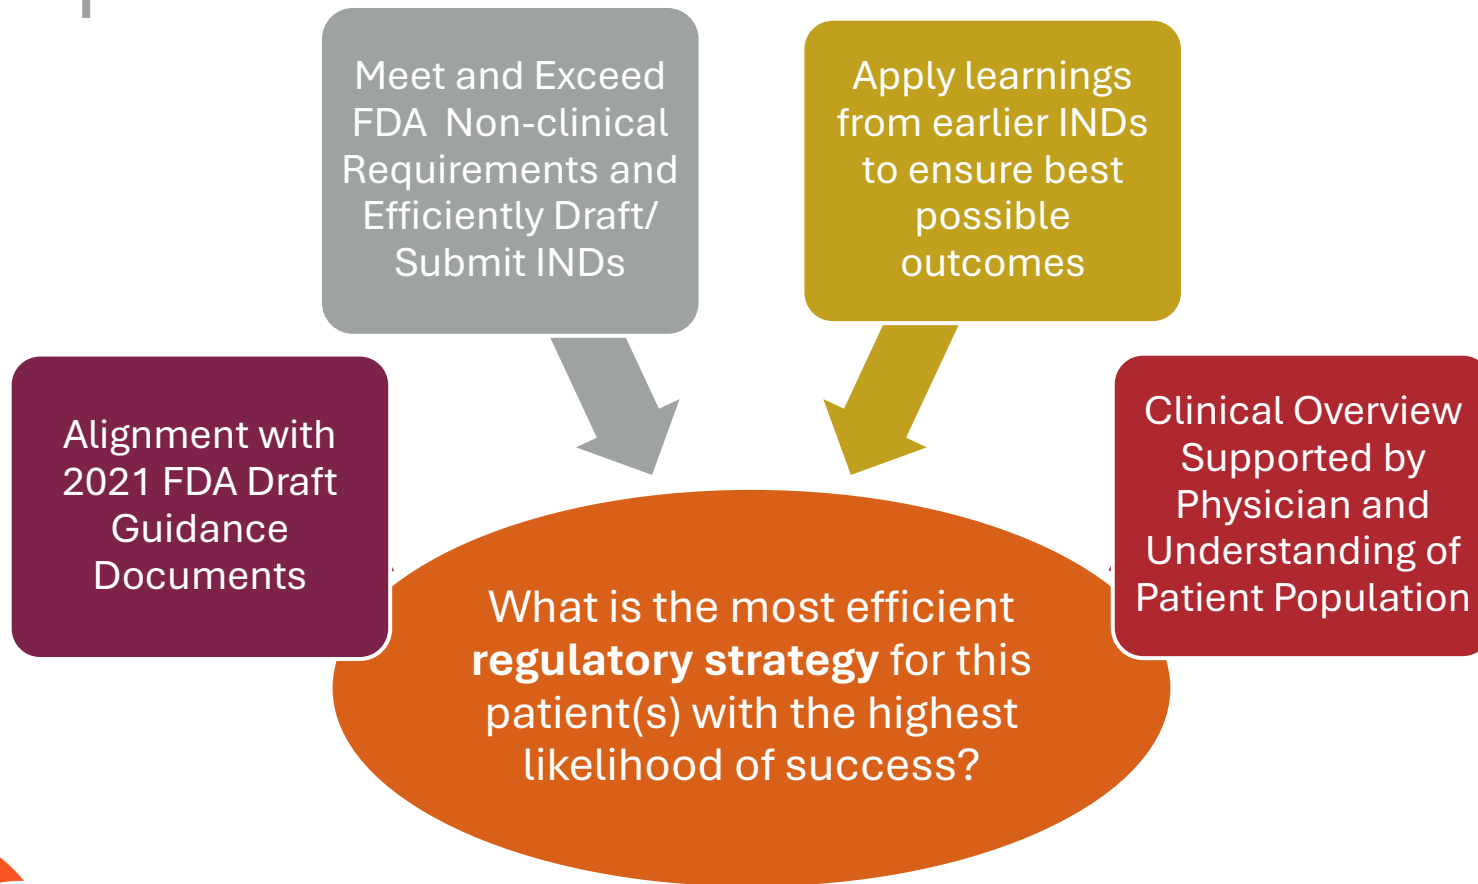 Meet and Exceed
FDA Non-clinical
Requirements and
Efficiently Draft/
Submit INDs
Apply learnings
from earlier INDs
to ensure best
possible
outcomes
Alignment with
2021 FDA Draft
Guidance
Documents
Clinical Overview
Supported by
Physician and
Understanding of
Patient Population
What is the most efficient
regulatory strategy for this
patient(s) with the highest
likelihood of success?